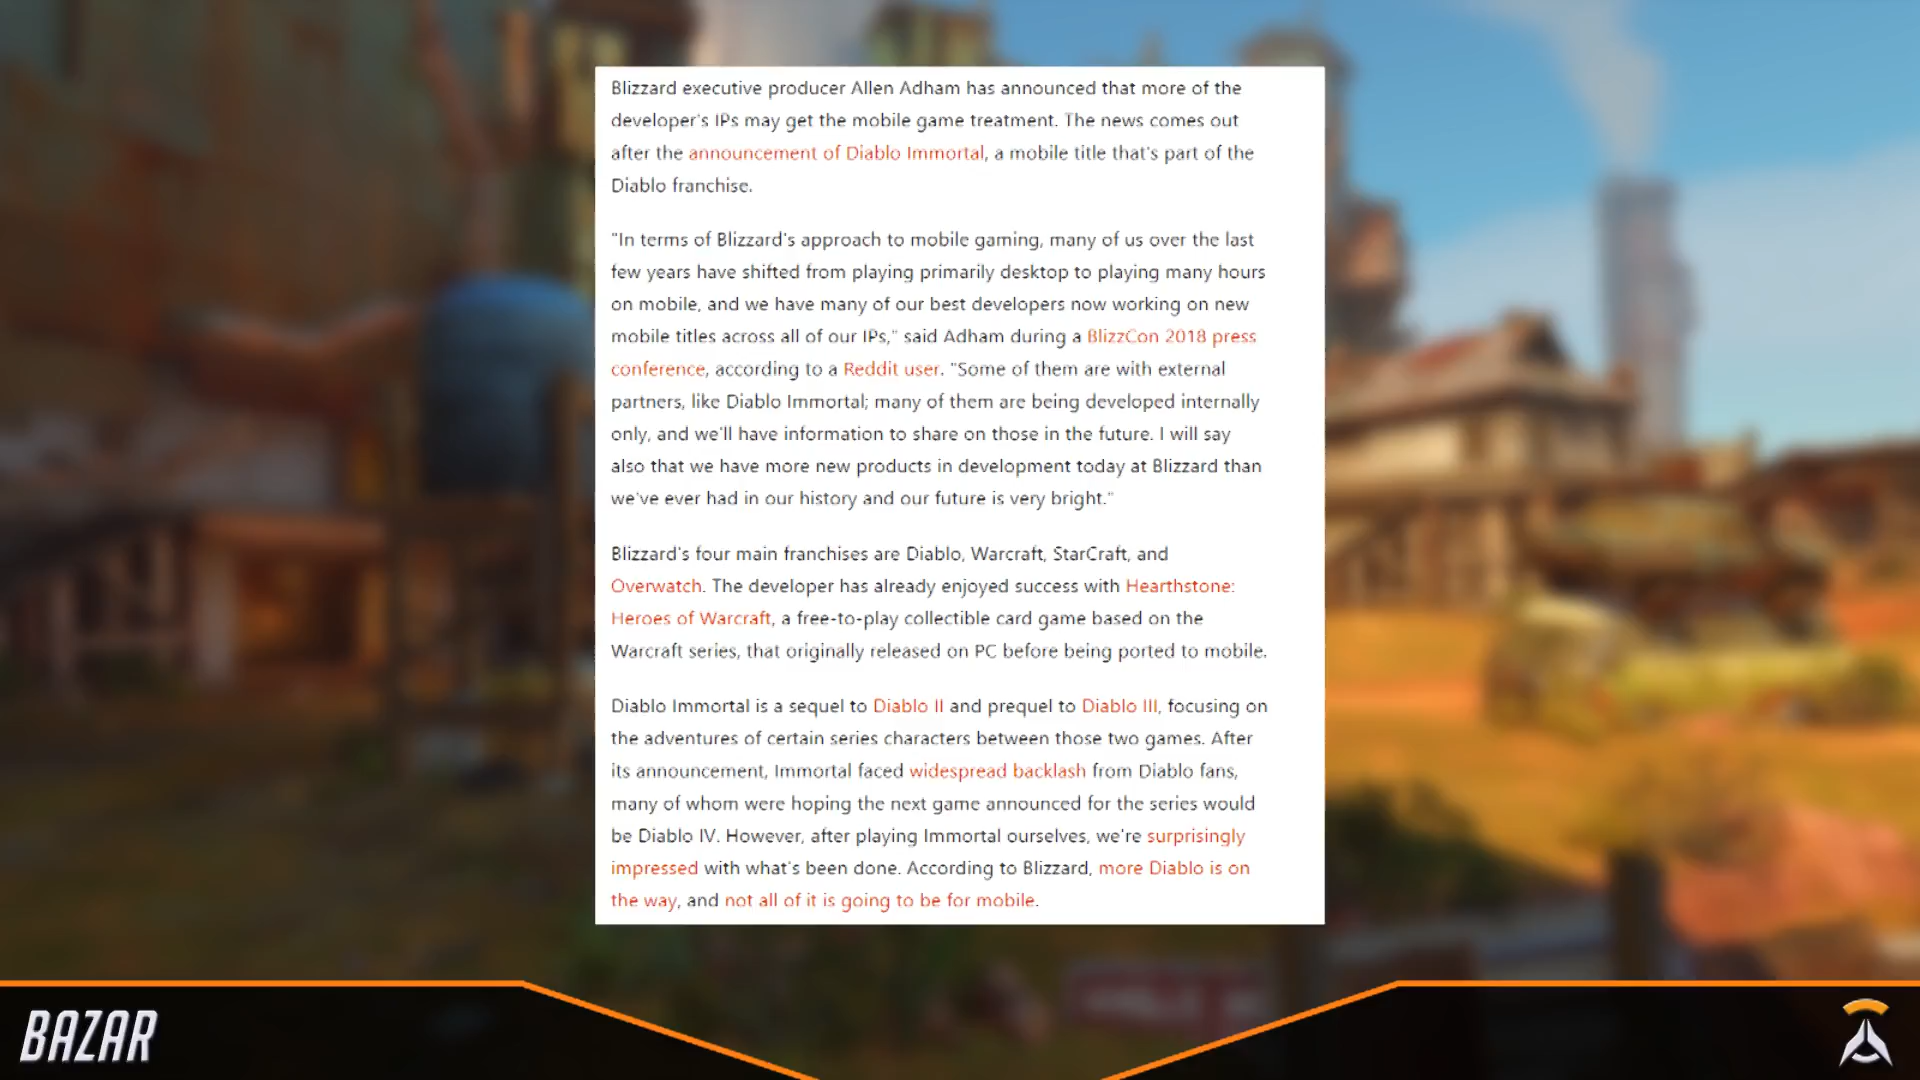 Blizzard executive producer Allen Adham has announced that more of the
developer's IPs may get the mobile game treatment. The news comes out
after the announcement of Diablo Immortal, a mobile title that's part of the
Diablo franchise.
"In terms of Blizzard's approach to mobile gaming, many of us over the last
few years have shifted from playing primarily desktop to playing many hours
on mobile, and we have many of our best developers now working on new
mobile titles across all of our IPs," said Adham during a BlizzCon 2018 press
conference, according to a Reddit user. "Some of them are with external
partners, like Diablo Immortal; many of them are being developed internally
only, and we'll have information to share on those in the future. I will say
also that we have more new products in development today at Blizzard than
we've ever had in our history and our future is very bright."
Blizzard's four main franchises are Diablo, Warcraft, StarCraft, and
Overwatch. The developer has already enjoyed success with Hearthstone:
Heroes of Warcraft, a free-to-play collectible card game based on the
Warcraft series, that originally released on PC before being ported to mobile.
Diablo Immortal is a sequel to Diablo II and prequel to Diablo III, focusing on
the adventures of certain series characters between those two games. After
its announcement, Immortal faced widespread backlash from Diablo fans,
many of whom were hoping the next game announced for the series would
be Diablo IV. However, after playing Immortal ourselves, we're surprisingly
impressed with what's been done. According to Blizzard, more Diablo is on
the way, and not all of it is going to be for mobile.
BAZAR